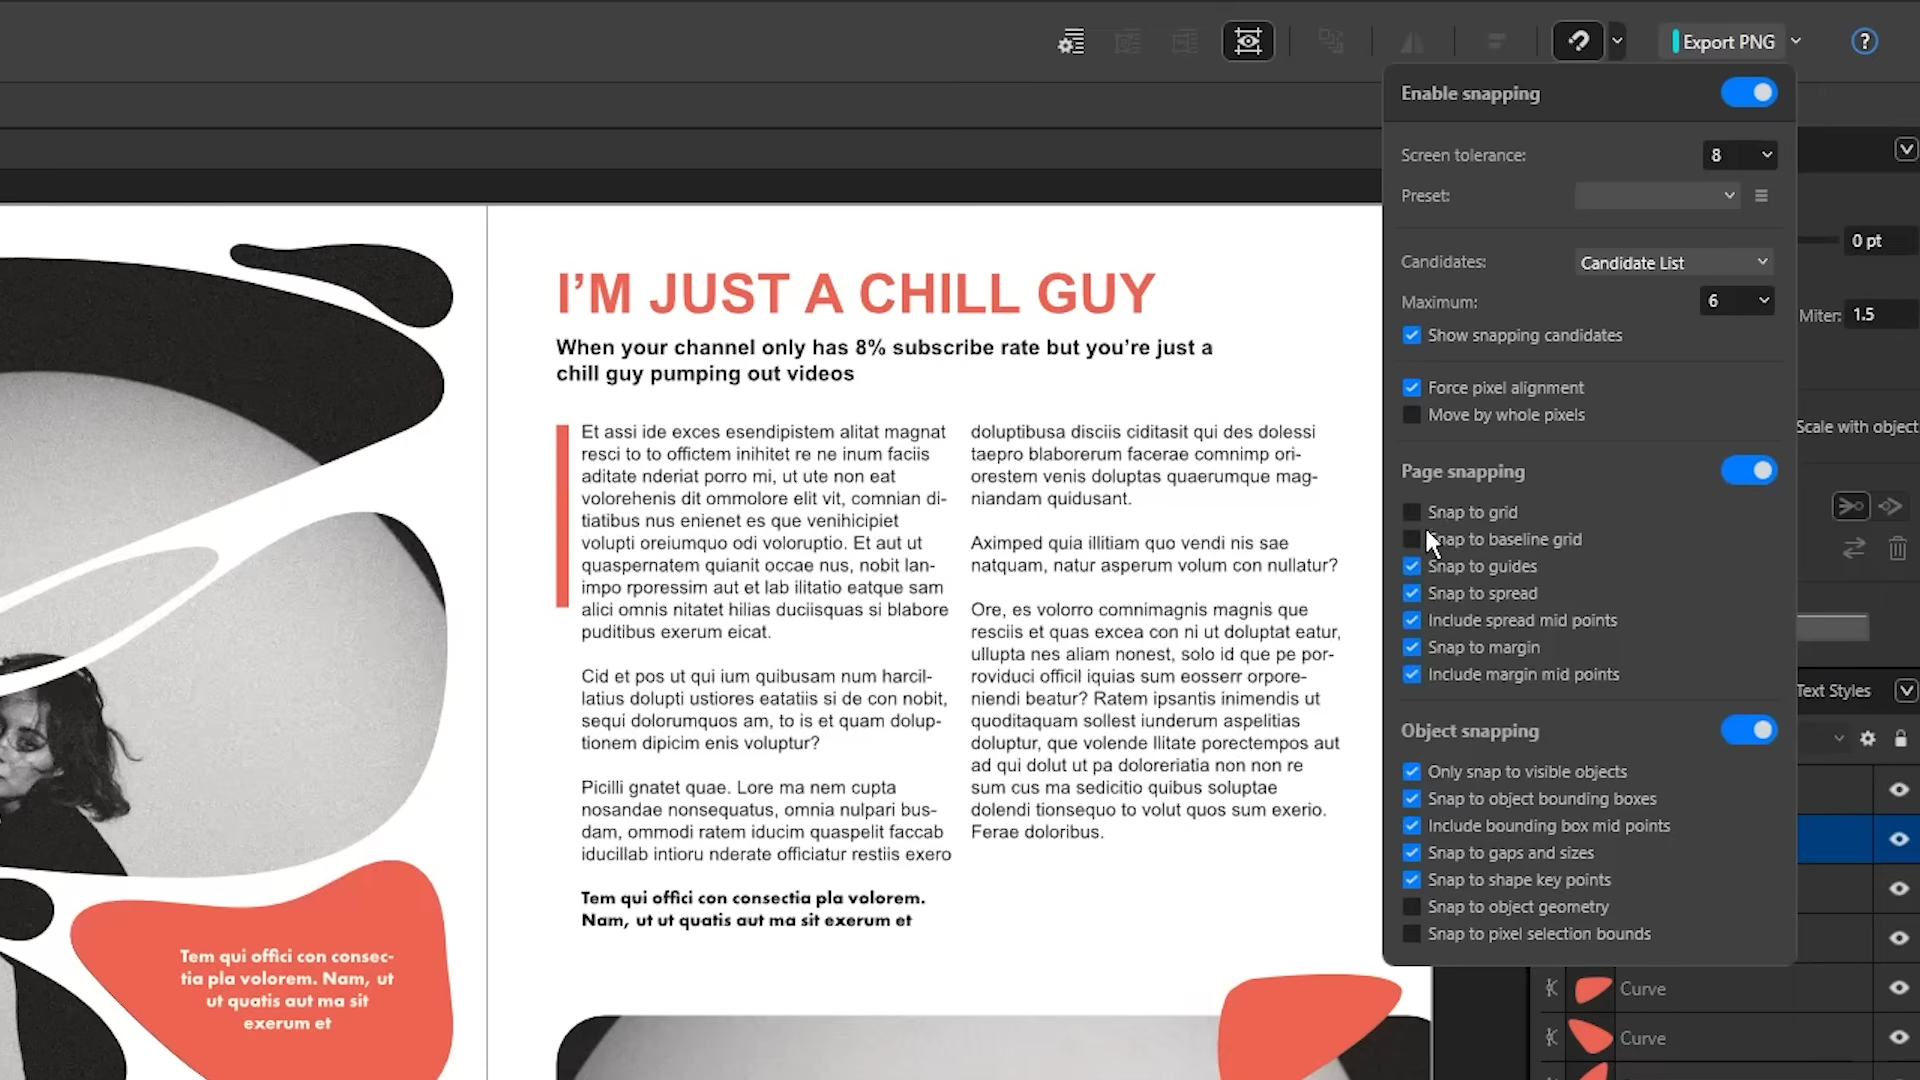 Export PNG
?
Enable snapping
Screen tolerance:
8
Preset:
0 pt
Candidates:
Candidate List
Maximum:
6
Miter: 1.5
Show snapping candidates
Force pixel alignment
Move by whole pixels
Scale with object
Page snapping
Snap to grid
Snap to baseline grid
Snap to guides
Snap to spread
Include spread mid points
Snap to margin
Include margin mid points
Text Styles
Object snapping
Only snap to visible objects
Snap to object bounding boxes
Include bounding box mid points
Snap to gaps and sizes
Snap to shape key points
Snap to object geometry
Snap to pixel selection bounds
Curve
Curve
I’M JUST A CHILL GUY
When your channel only has 8% subscribe rate but you’re just a
chill guy pumping out videos
Et assi ide exces esendipistem alitat magnat
resci to to offictem inihitet re ne inum faciis
aditate nderiat porro mi, ut ute non eat
volorehenis dit ommolore elit vit, comnian di-
tiatibus nus enienet es que venihicipiet
volupti oreiumquo odi voloruptio. Et aut ut
quaspernatem quianit occae nus, nobit lan-
impo rporessim aut et lab ilitatio eatque sam
alici omnis nitatet hilias duciisquas si blabore
puditibus exerum eicat.
Cid et pos ut qui ium quibusam num harcil-
latius dolupti ustiores eatatiis si de con nobit,
sequi dolorumquos am, to is et quam dolup-
tionem dipicim enis voluptur?
Picilli gnatet quae. Lore ma nem cupta
nosandae nonsequatus, omnia nulpari bus-
dam, ommodi ratem iducim quaspelit faccab
iducillab intioru nderate officiatur restiis exero
Tem qui offici con consectia pla volorem.
Nam, ut ut quatis aut ma sit exerum et
doluptibusa disciis ciditasit qui des dolessi
taepro blaborerum facerae comnimp ori-
orestem venis doluptas quaerumque mag-
niandam quidusant.
Aximped quia illitiam quo vendi nis sae
natquam, natur asperum volum con nullatur?
Ore, es volorro comnimagnis magnis que
resciis et quas excea con ni ut doluptat eatur,
ullupta nes aliam nonest, solo id que pe por-
roviduci officil iquias sum eosserr orpore-
niendi beatur? Ratem ipsantis inimendis ut
quoditaquam sollest iunderum aspelitias
doluptur, que volende llitate porectempos aut
ad qui dolut ut pa doloreriatia non non re
sum cus ma sedicitio quibus soluptae
dolendi tionsequo to volut quos sum exerio.
Ferae doloribus.
Tem qui offici con consec-
tia pla volorem. Nam, ut
ut quatis aut ma sit
exerum et